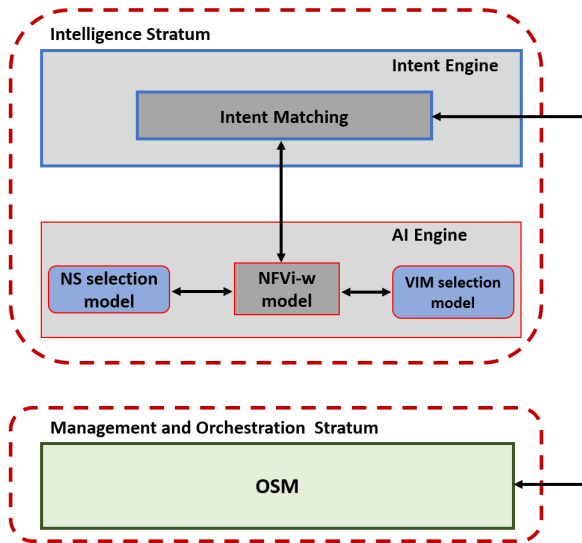 Intelligence Stratum
Intent Engine
Intent Matching
AI Engine
NS selection
model
NFVi-w
model
VIM selection
model
Management and Orchestration  Stratum
OSM